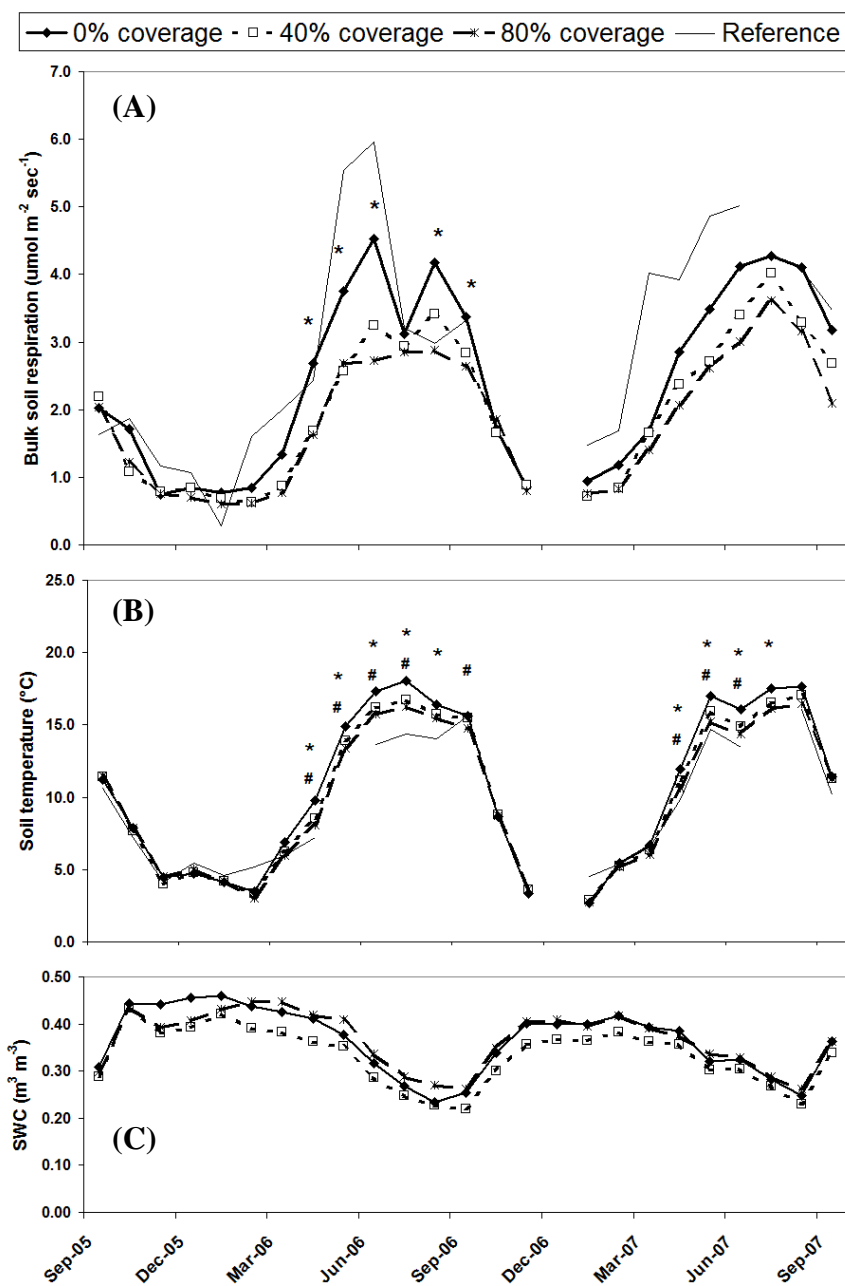 0% coverage 40% coverage 80% coverage Reference
(A)
Bulk soil respiration (umol m-2 sec-1)
7.0
6.0
5.0
4.0
3.0
2.0
1.0
0.0
* * * * *
(B)
Soil temperature (°C)
25.0
20.0
15.0
10.0
5.0
0.0
* * * * * * * *
# # # # # # # #
(C)
SWC (m3 m-3)
0.50
0.40
0.30
0.20
0.10
0.00
Sep-05 Dec-05 Mar-06 Jun-06 Sep-06 Dec-06 Mar-07 Jun-07 Sep-07